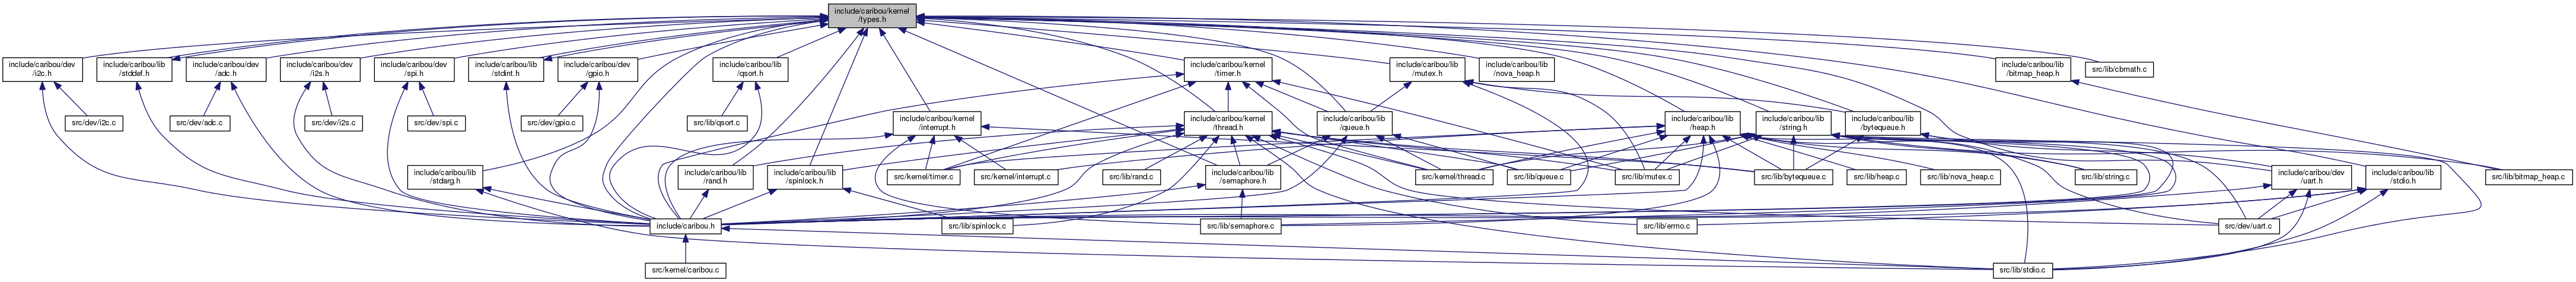 include/caribou/kernel
/types.h
include/caribou/dev
/i2c.h
include/caribou/lib
/stddef.h
include/caribou/dev
/adc.h
include/caribou/dev
/i2s.h
include/caribou/dev
/spi.h
include/caribou/lib
/stdint.h
include/caribou/dev
/gpio.h
include/caribou/lib
/qsort.h
include/caribou/kernel
/timer.h
include/caribou/lib
/mutex.h
include/caribou/lib
/nova_heap.h
include/caribou/lib
/bitmap_heap.h
src/lib/cbmath.c
src/dev/i2c.c
src/dev/adc.c
src/dev/i2s.c
src/dev/spi.c
src/dev/gpio.c
src/lib/qsort.c
include/caribou/kernel
/interrupt.h
include/caribou/kernel
/thread.h
include/caribou/lib
/queue.h
include/caribou/lib
/heap.h
include/caribou/lib
/string.h
include/caribou/lib
/bytequeue.h
include/caribou/lib
/stdarg.h
include/caribou/lib
/rand.h
include/caribou/lib
/spinlock.h
src/kernel/timer.c
src/kernel/interrupt.c
src/lib/rand.c
include/caribou/lib
/semaphore.h
src/kernel/thread.c
src/lib/queue.c
src/lib/mutex.c
src/lib/bytequeue.c
src/lib/heap.c
src/lib/nova_heap.c
src/lib/string.c
include/caribou/dev
/uart.h
include/caribou/lib
/stdio.h
src/lib/bitmap_heap.c
include/caribou.h
src/lib/spinlock.c
src/lib/semaphore.c
src/lib/errno.c
src/dev/uart.c
src/kernel/caribou.c
src/lib/stdio.c